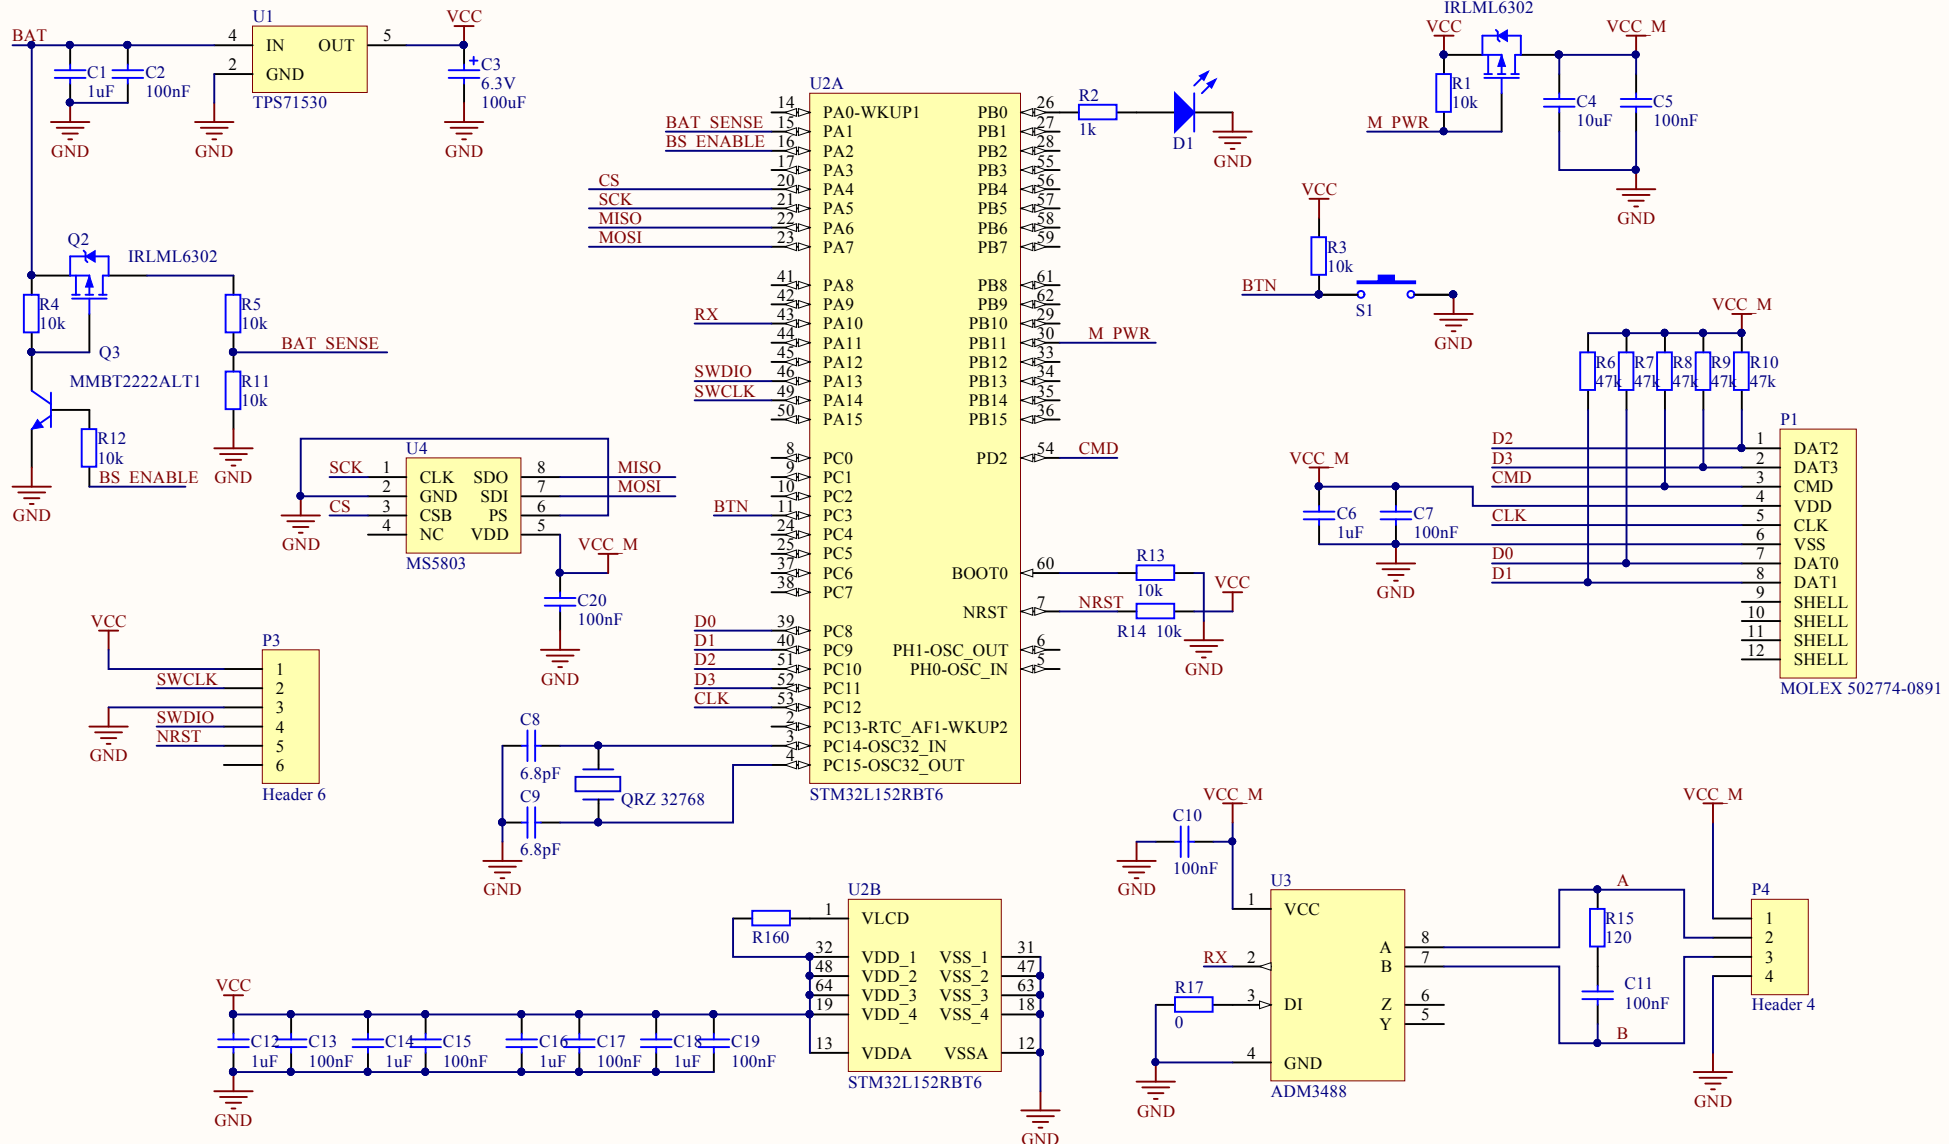 BAT
U1
4 IN OUT 5
2 GND
TPS71530
C1
1uF
C2
100nF
GND
GND
VCC
+ C3
6.3V
100uF
GND
Q2
IRLML6302
R4
10k
R5
10k
Q3
BAT_SENSE
MMBT2222ALT1
R11
10k
R12
10k
BS_ENABLE
GND
GND
U4
SCK 1 CLK SDO 8 MISO
2 GND SDI 7 MOSI
CS 3 CSB PS 6
4 NC VDD 5
MS5803
GND
VCC_M
C20
100nF
GND
VCC
P3
1
SWCLK 2
3
SWDIO 4
NRST 5
6
GND
Header 6
U2A
14 PA0-WKUP1
BAT_SENSE 15 PA1
BS_ENABLE 16 PA2
17 PA3
CS 20 PA4
SCK 21 PA5
MISO 22 PA6
MOSI 23 PA7
41 PA8
42 PA9
RX 43 PA10
44 PA11
45 PA12
SWDIO 46 PA13
SWCLK 49 PA14
50 PA15
8 PC0
9 PC1
10 PC2
BTN 11 PC3
24 PC4
25 PC5
37 PC6
38 PC7
D0 39 PC8
D1 40 PC9
D2 51 PC10
D3 52 PC11
CLK 53 PC12
2 PC13-RTC_AF1-WKUP2
3 PC14-OSC32_IN
4 PC15-OSC32_OUT
STM32L152RBT6
PB0 26
PB1 27
PB2 28
PB3 55
PB4 56
PB5 57
PB6 58
PB7 59
PB8 61
PB9 62
PB10 29
PB11 30 M_PWR
PB12 33
PB13 34
PB14 35
PB15 36
PD2 54 CMD
BOOT0 60
NRST 7 NRST
PH1-OSC_OUT 6
PH0-OSC_IN 5
R2
1k
D1
GND
R13
10k
R14 10k
VCC
GND
C8
6.8pF
C9
6.8pF
QRZ 32768
GND
IRLML6302
VCC
VCC_M
R1
10k
M_PWR
C4
10uF
C5
100nF
GND
VCC
R3
10k
BTN
S1
GND
VCC_M
R6
47k
R7
47k
R8
47k
R9
47k
R10
47k
P1
D2 1 DAT2
D3 2 DAT3
CMD 3 CMD
4 VDD
CLK 5 CLK
6 VSS
D0 7 DAT0
D1 8 DAT1
9 SHELL
10 SHELL
11 SHELL
12 SHELL
MOLEX 502774-0891
VCC_M
C6
1uF
C7
100nF
GND
U2B
1 VLCD
R160
32 VDD_1 VSS_1 31
48 VDD_2 VSS_2 47
64 VDD_3 VSS_3 63
19 VDD_4 VSS_4 18
13 VDDA VSSA 12
STM32L152RBT6
GND
VCC
C12
1uF
C13
100nF
C14
1uF
C15
100nF
C16
1uF
C17
100nF
C18
1uF
C19
100nF
GND
VCC_M
C10
100nF
GND
U3
1 VCC
RX 2
3 DI
4 GND
A 8
B 7
Z 6
Y 5
ADM3488
R17
0
GND
A
R15
120
C11
100nF
B
VCC_M
P4
1
2
3
4
Header 4
GND